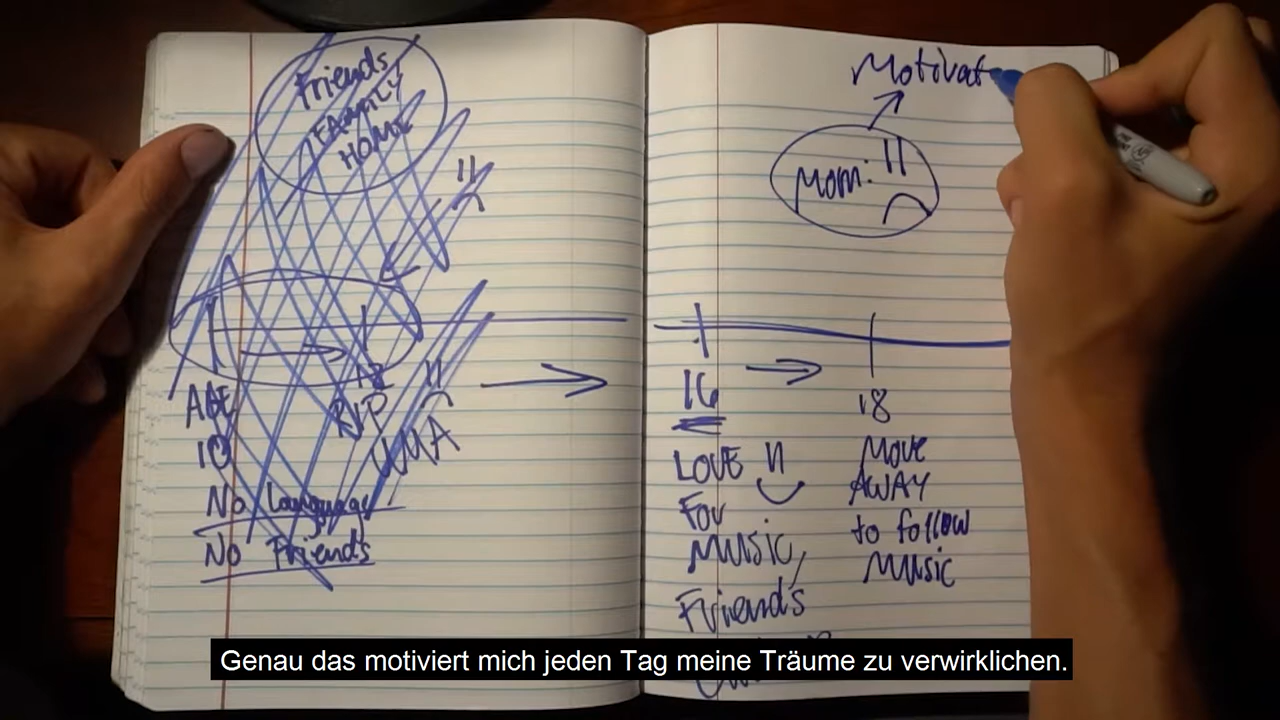 Friends
FAmiLY
HOME
AGE
10
RIP
No Language
No Friends
Motivat
Mom:
16
LOVE
For
Music,
Friends
18
Move
AWAY
to follow
Music
Genau das motiviert mich jeden Tag meine Träume zu verwirklichen.